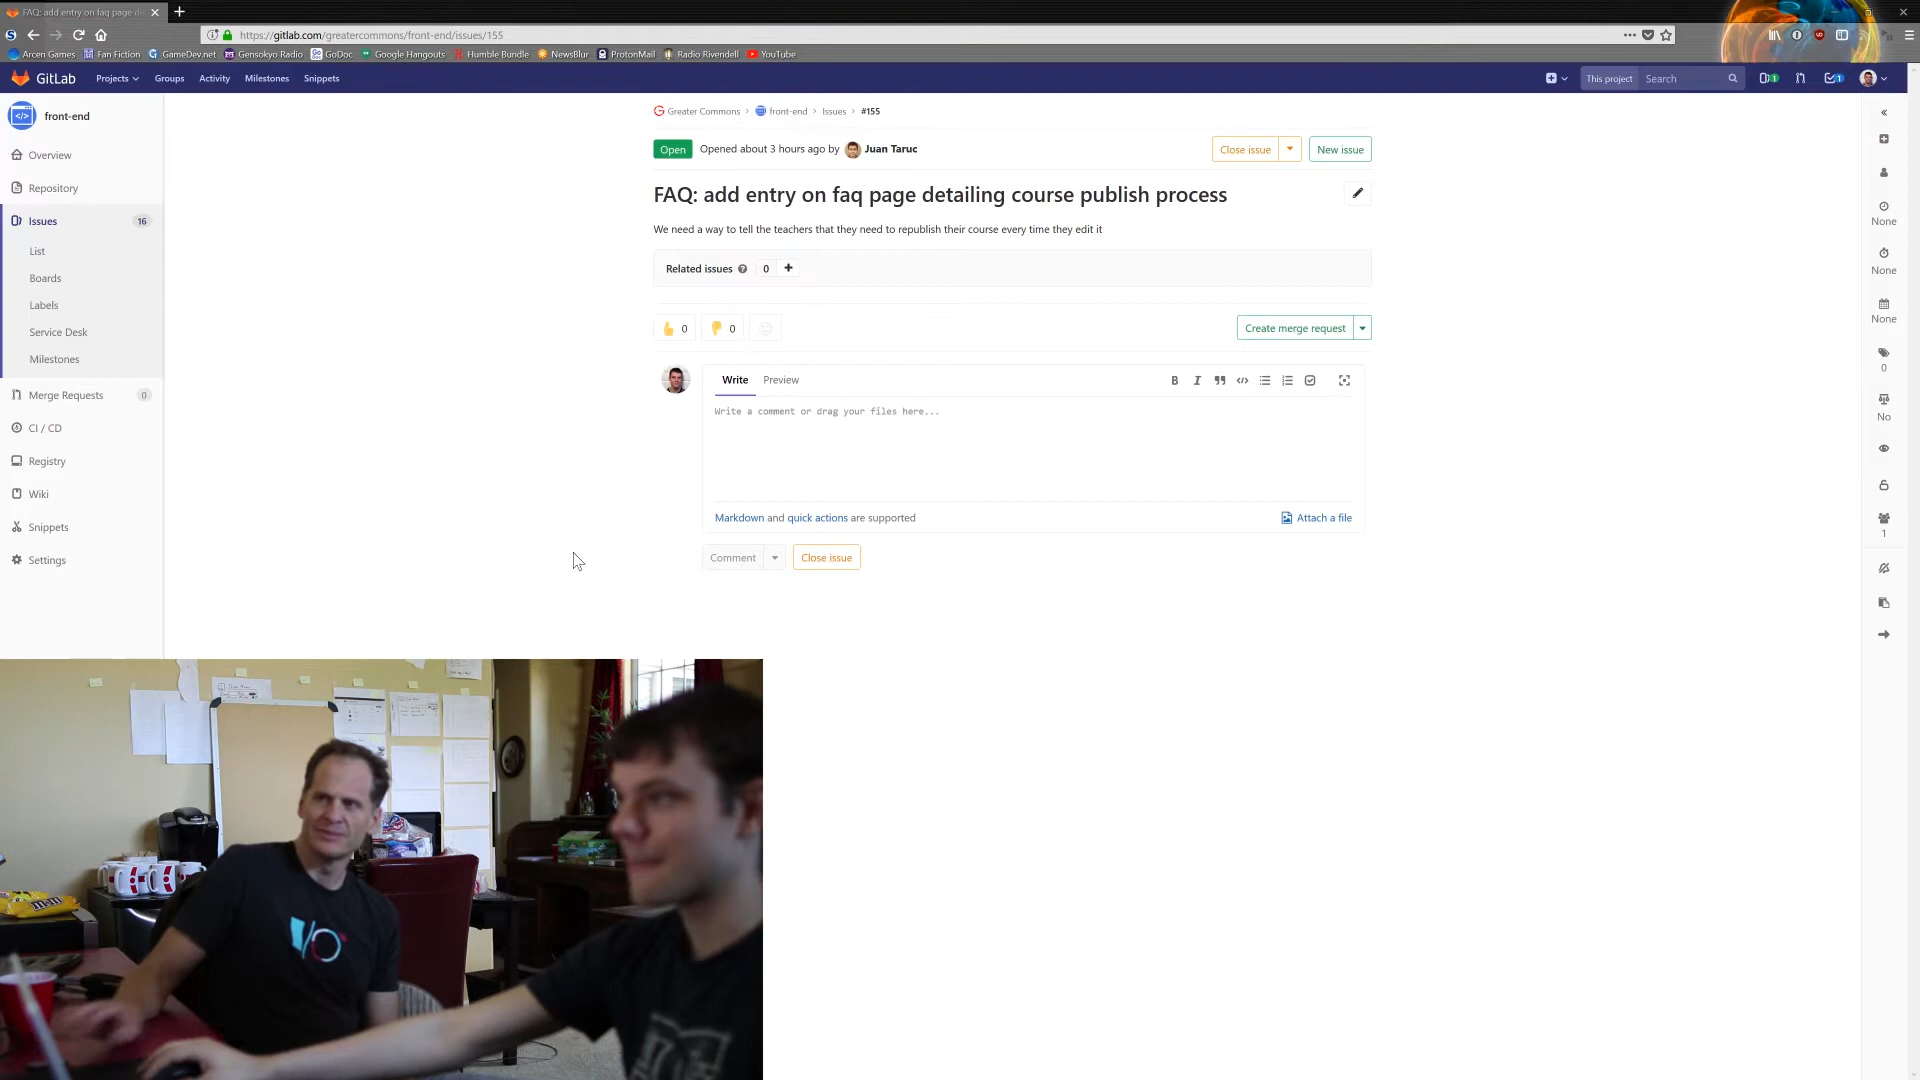 FAQ: add entry on faq page de
https://gitlab.com/greatercommons/front-end/issues/155
Arcen Games
Fan Fiction
GameDev.net
Gensokyo Radio
GoDoc
Google Hangouts
Humble Bundle
NewsBlur
ProtonMail
Radio Rivendell
YouTube
GitLab
Projects
Groups
Activity
Milestones
Snippets
This project
Search
1
1
front-end
Greater Commons > front-end > Issues > #155
Overview
Open
Opened about 3 hours ago by Juan Taruc
Close issue
New issue
Repository
FAQ: add entry on faq page detailing course publish process
Issues
16
None
We need a way to tell the teachers that they need to republish their course every time they edit it
List
Related issues
0
None
Boards
Labels
None
Service Desk
0
0
Create merge request
Milestones
0
Write
Preview
Merge Requests
0
Write a comment or drag your files here...
No
CI / CD
Registry
Wiki
Markdown and quick actions are supported
Attach a file
Snippets
1
Settings
Comment
Close issue
I/O
m&m's